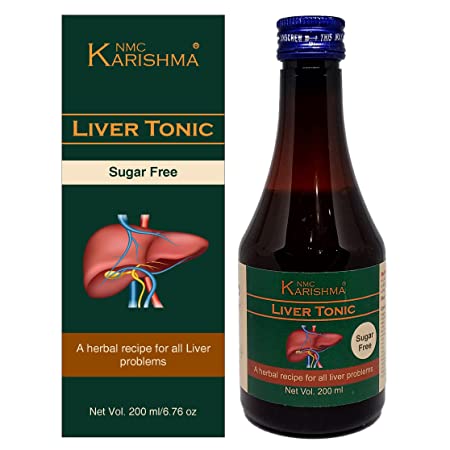 NMC
KARISHMA®
LIVER TONIC
Sugar Free
A herbal recipe for all Liver
problems
Net Vol. 200 ml/6.76 oz
NMC
KARISHMA®
LIVER TONIC
Sugar
Free
A herbal recipe for all liver problems
Net Vol. 200 ml